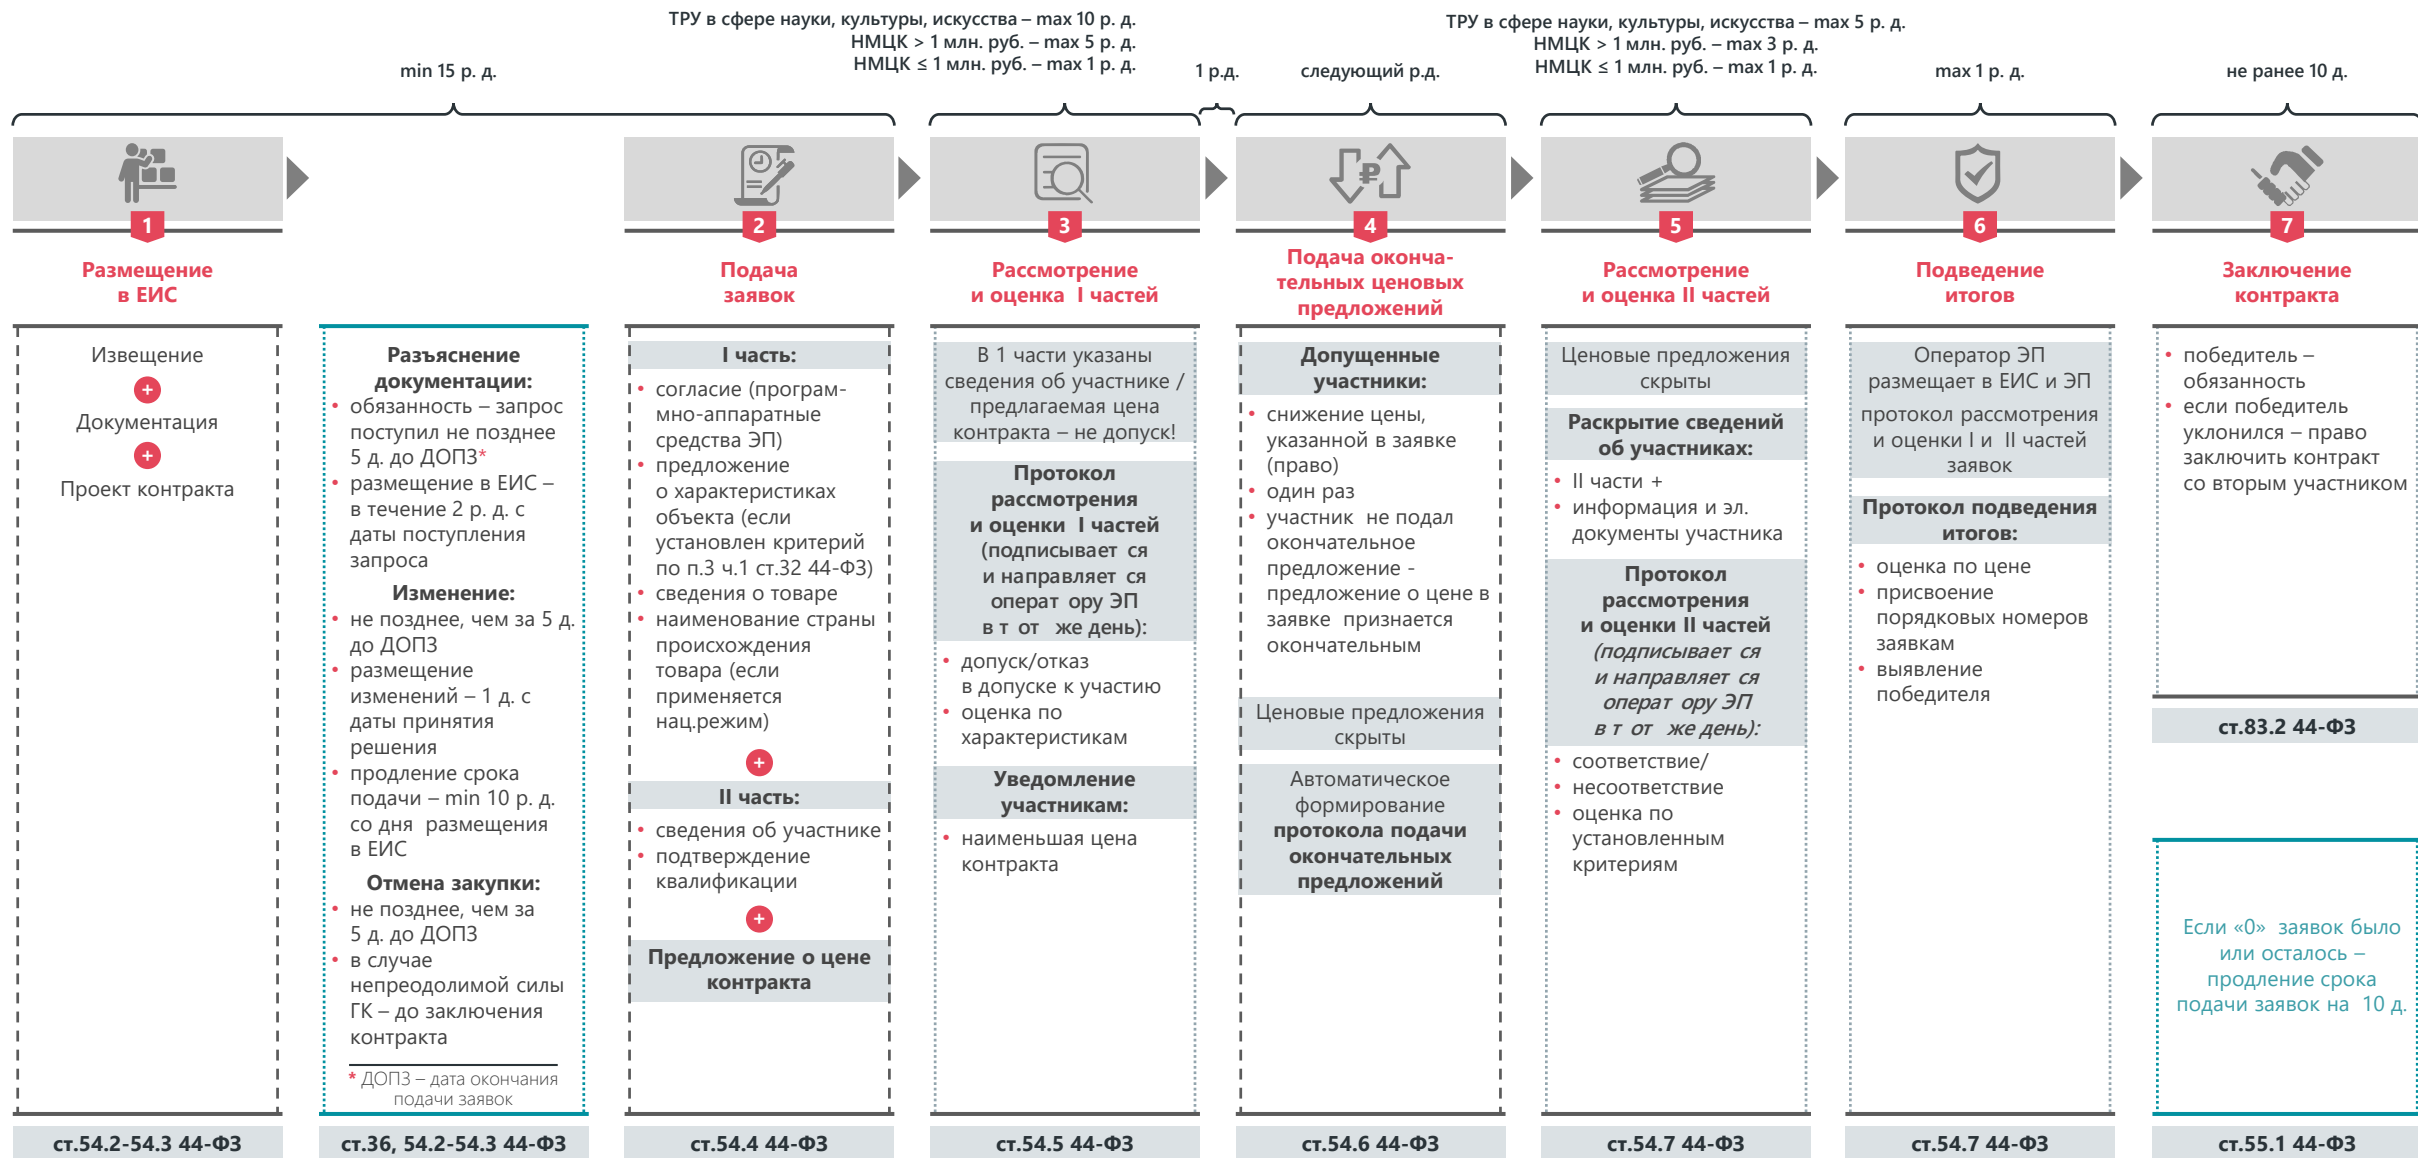 ТРУ в сфере науки, культуры, искусства – max 10 р. д.
НМЦК > 1 млн. руб. – max 5 р. д.
НМЦК ≤ 1 млн. руб. – max 1 р. д.
ТРУ в сфере науки, культуры, искусства – max 5 р. д.
НМЦК > 1 млн. руб. – max 3 р. д.
НМЦК ≤ 1 млн. руб. – max 1 р. д.
min 15 р. д.
1 р.д.
следующий р.д.
max 1 р. д.
не ранее 10 д.
1
Размещение
в ЕИС
Извещение
+
Документация
+
Проект контракта
ст.54.2-54.3 44-ФЗ
Разъяснение
документации:
• обязанность – запрос
поступил не позднее
5 д. до ДОПЗ*
• размещение в ЕИС –
в течение 2 р. д. с
даты поступления
запроса
Изменение:
• не позднее, чем за 5 д.
до ДОПЗ
• размещение
изменений – 1 д. с
даты принятия
решения
• продление срока
подачи – min 10 р. д.
со дня размещения
в ЕИС
Отмена закупки:
• не позднее, чем за
5 д. до ДОПЗ
• в случае
непреодолимой силы
ГК – до заключения
контракта
* ДОПЗ – дата окончания
подачи заявок
ст.36, 54.2-54.3 44-ФЗ
2
Подача
заявок
I часть:
• согласие (програм-
мно-аппаратные
средства ЭП)
• предложение
о характеристиках
объекта (если
установлен критерий
по п.3 ч.1 ст.32 44-ФЗ)
• сведения о товаре
• наименование страны
происхождения
товара (если
применяется
нац.режим)
+
II часть:
• сведения об участнике
• подтверждение
квалификации
+
Предложение о цене
контракта
ст.54.4 44-ФЗ
3
Рассмотрение
и оценка I частей
В 1 части указаны
сведения об участнике /
предлагаемая цена
контракта – не допуск!
Протокол
рассмотрения
и оценки I частей
(подписывает ся
и направляет ся
операт ору ЭП
в т от же день):
• допуск/отказ
в допуске к участию
• оценка по
характеристикам
Уведомление
участникам:
• наименьшая цена
контракта
ст.54.5 44-ФЗ
4
Подача оконча-
тельных ценовых
предложений
Допущенные
участники:
• снижение цены,
указанной в заявке
(право)
• один раз
• участник не подал
окончательное
предложение -
предложение о цене в
заявке признается
окончательным
Ценовые предложения
скрыты
Автоматическое
формирование
протокола подачи
окончательных
предложений
ст.54.6 44-ФЗ
5
Рассмотрение
и оценка II частей
Ценовые предложения
скрыты
Раскрытие сведений
об участниках:
• II части +
• информация и эл.
документы участника
Протокол
рассмотрения
и оценки II частей
(подписывает ся
и направляет ся
операт ору ЭП
в т от же день):
• соответствие/
• несоответствие
• оценка по
установленным
критериям
ст.54.7 44-ФЗ
6
Подведение
итогов
Оператор ЭП
размещает в ЕИС и ЭП
протокол рассмотрения
и оценки I и II частей
заявок
Протокол подведения
итогов:
• оценка по цене
• присвоение
порядковых номеров
заявкам
• выявление
победителя
ст.54.7 44-ФЗ
7
Заключение
контракта
• победитель –
обязанность
• если победитель
уклонился – право
заключить контракт
со вторым участником
ст.83.2 44-ФЗ
Если «0» заявок было
или осталось –
продление срока
подачи заявок на 10 д.
ст.55.1 44-ФЗ